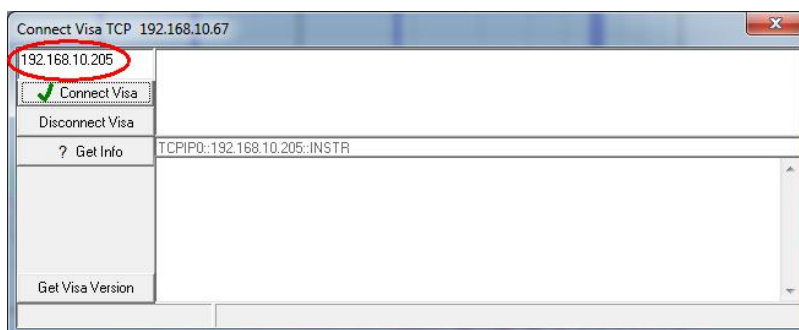 Connect Visa TCP 192.168.10.67
192.168.10.205
Connect Visa
Disconnect Visa
? Get Info
TCPIP0::192.168.10.205::INSTR
Get Visa Version